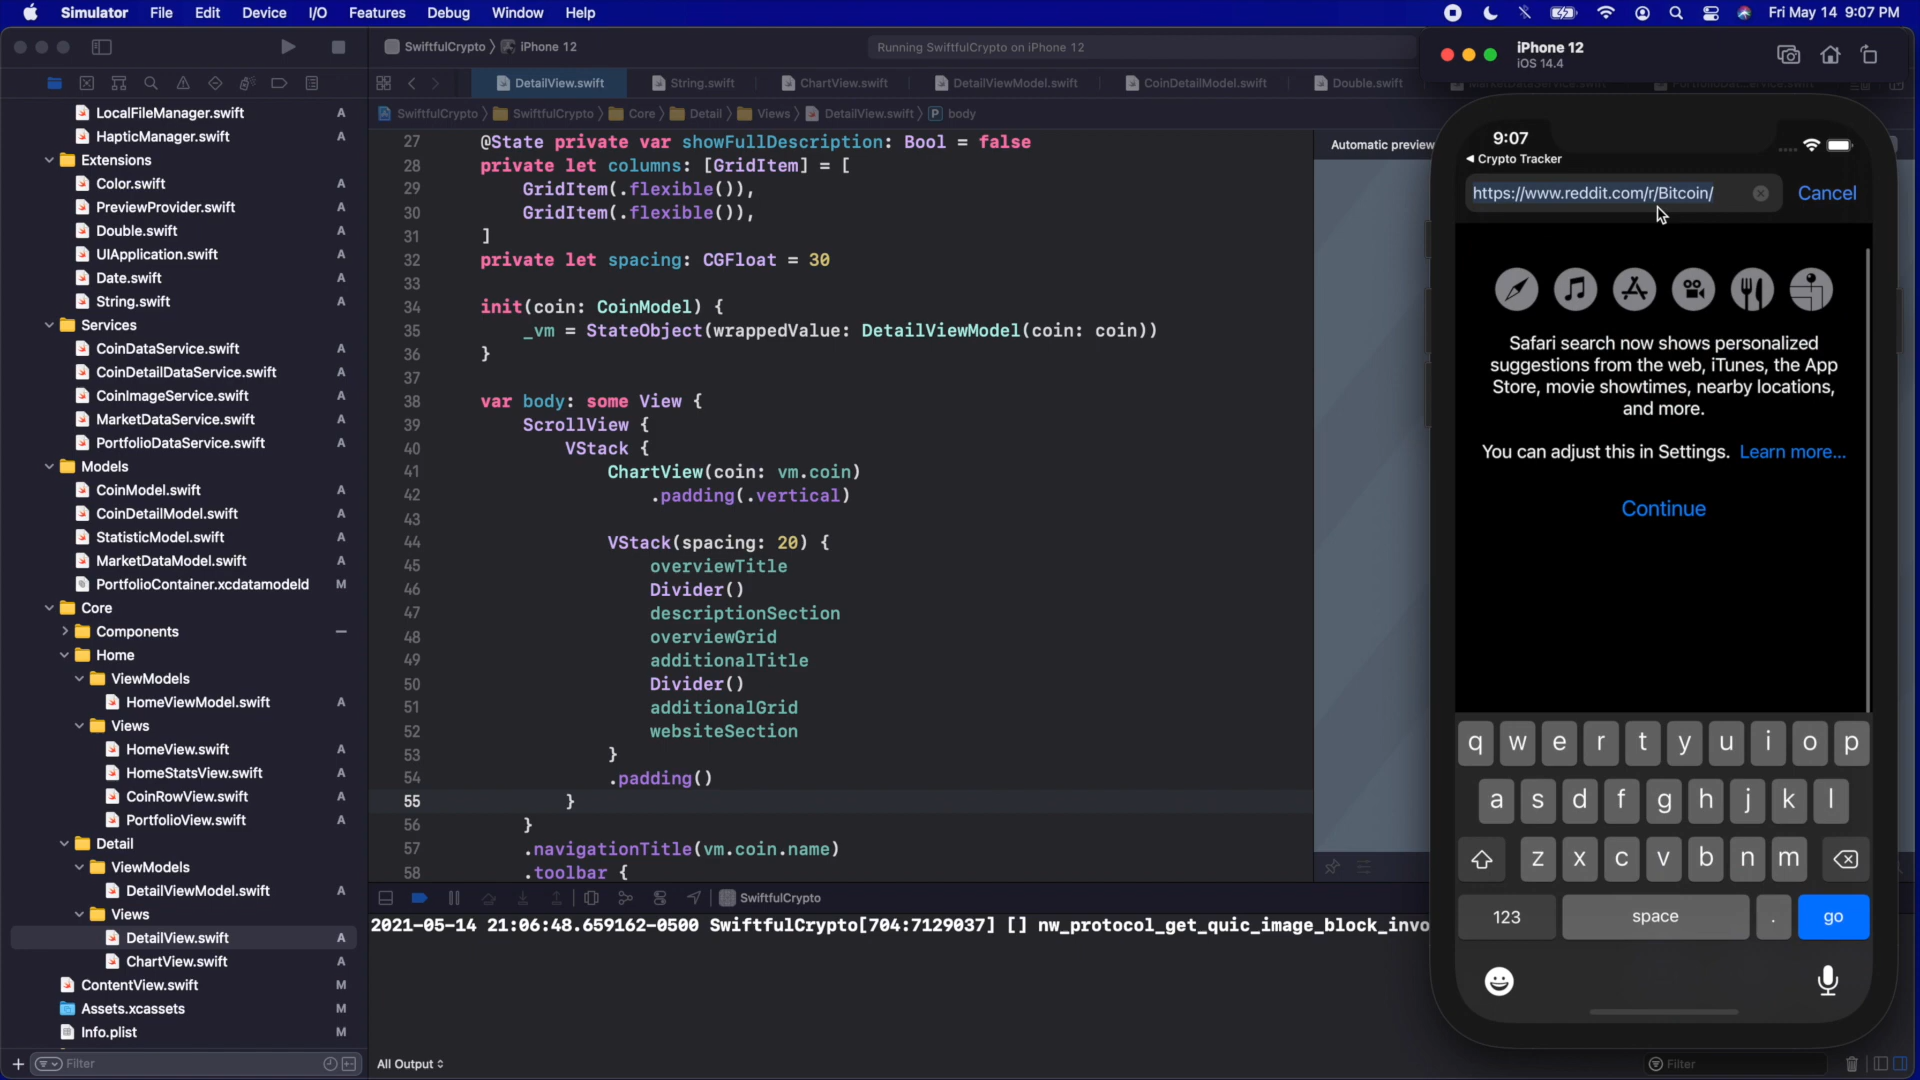 Simulator File Edit Device I/O Features Debug Window Help
Fri May 14 9:07 PM
SwiftfulCrypto 〉 iPhone 12
Running SwiftfulCrypto on iPhone 12
DetailView.swift
String.swift
ChartView.swift
DetailViewModel.swift
CoinDetailModel.swift
Double.swift
SwiftfulCrypto 〉 SwiftfulCrypto 〉 Core 〉 Detail 〉 Views 〉 DetailView.swift 〉 P body
LocalFileManager.swift A
HapticManager.swift A
Extensions
Color.swift A
PreviewProvider.swift A
Double.swift A
UIApplication.swift A
Date.swift A
String.swift A
Services
CoinDataService.swift A
CoinDetailDataService.swift A
CoinImageService.swift A
MarketDataService.swift A
PortfolioDataService.swift A
Models
CoinModel.swift A
CoinDetailModel.swift A
StatisticModel.swift A
MarketDataModel.swift A
PortfolioContainer.xcdatamodeld M
Core
Components
Home
ViewModels
HomeViewModel.swift A
Views
HomeView.swift A
HomeStatsView.swift A
CoinRowView.swift A
PortfolioView.swift A
Detail
ViewModels
DetailViewModel.swift A
Views
DetailView.swift A
ChartView.swift A
ContentView.swift M
Assets.xcassets M
Info.plist M
Filter
27 @State private var showFullDescription: Bool = false
28 private let columns: [GridItem] = [
29 GridItem(.flexible()),
30 GridItem(.flexible()),
31 ]
32 private let spacing: CGFloat = 30
33
34 init(coin: CoinModel) {
35 _vm = StateObject(wrappedValue: DetailViewModel(coin: coin))
36 }
37
38 var body: some View {
39 ScrollView {
40 VStack {
41 ChartView(coin: vm.coin)
42 .padding(.vertical)
43
44 VStack(spacing: 20) {
45 overviewTitle
46 Divider()
47 descriptionSection
48 overviewGrid
49 additionalTitle
50 Divider()
51 additionalGrid
52 websiteSection
53 }
54 .padding()
55 }
56 }
57 .navigationTitle(vm.coin.name)
58 .toolbar {
SwiftfulCrypto
2021-05-14 21:06:48.659162-0500 SwiftfulCrypto[704:7129037] [] nw_protocol_get_quic_image_block_invo
All Output
Filter
Automatic preview
iPhone 12
iOS 14.4
9:07
Crypto Tracker
https://www.reddit.com/r/Bitcoin/
Cancel
Safari search now shows personalized
suggestions from the web, iTunes, the App
Store, movie showtimes, nearby locations,
and more.
You can adjust this in Settings. Learn more...
Continue
q w e r t y u i o p
a s d f g h j k l
z x c v b n m
123 space . go